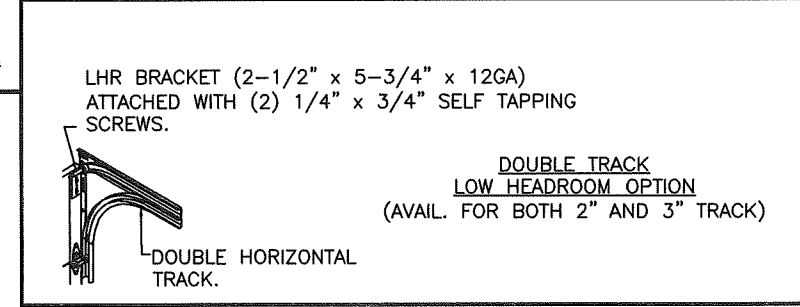 LHR BRACKET (2-1/2" x 5-3/4" x 12GA)
ATTACHED WITH (2) 1/4" x 3/4" SELF TAPPING
SCREWS.
DOUBLE TRACK
LOW HEADROOM OPTION
(AVAIL. FOR BOTH 2" AND 3" TRACK)
DOUBLE HORIZONTAL
TRACK.